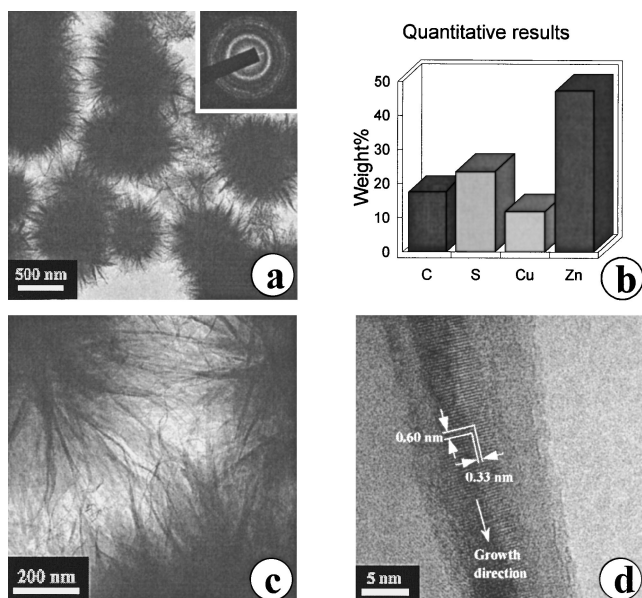 500 nm
a
Quantitative results
Weight%
50
40
30
20
10
0
C S Cu Zn
b
200 nm
c
0.60 nm
0.33 nm
Growth
direction
5 nm
d